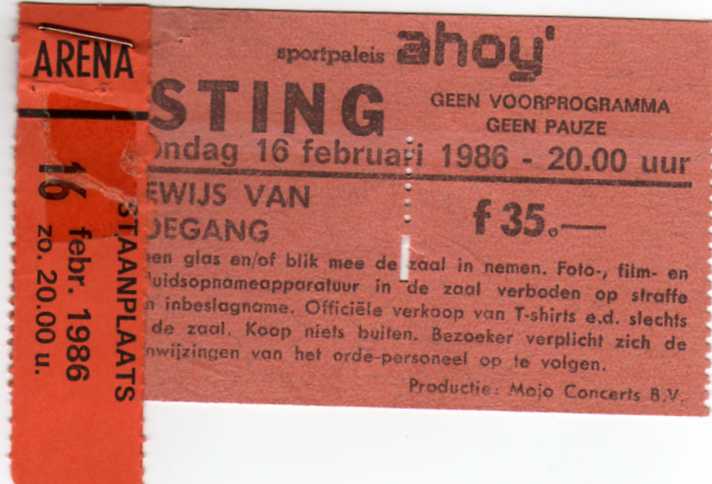 ARENA
STAANPLAATS
16 febr. 1986
zo. 20.00 u.
sportpaleis ahoy'
STING
GEEN VOORPROGRAMMA
GEEN PAUZE
ondag 16 februari 1986 - 20.00 uur
EWIJS VAN
OEGANG
f 35.—
en glas en/of blik mee de zaal in nemen. Foto-, film- en
luidsopnameapparatuur in de zaal verboden op straffe
n inbeslagname. Officiële verkoop van T-shirts e.d. slechts
de zaal. Koop niets buiten. Bezoeker verplicht zich de
nwijzingen van het orde-personeel op te volgen.
Productie: Mojo Concerts B.V.